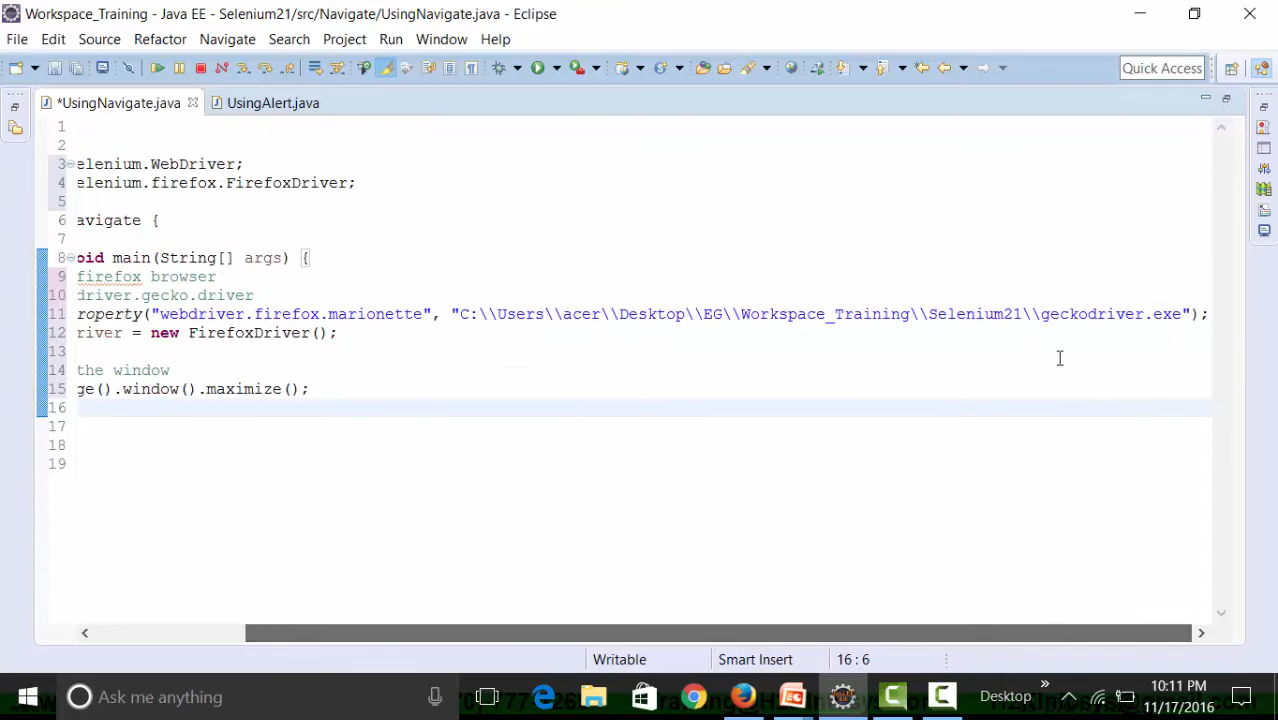 Workspace_Training - Java EE - Selenium21/src/Navigate/UsingNavigate.java - Eclipse
File Edit Source Refactor Navigate Search Project Run Window Help
Quick Access
*UsingNavigate.java UsingAlert.java
1
2
3 elenium.WebDriver;
4 elenium.firefox.FirefoxDriver;
5
6 avigate {
7
8 oid main(String[] args) {
9 firefox browser
10 driver.gecko.driver
11 roperty("webdriver.firefox.marionette", "C:\\Users\\acer\\Desktop\\EG\\Workspace_Training\\Selenium21\\geckodriver.exe");
12 river = new FirefoxDriver();
13
14 the window
15 ge().window().maximize();
16
17
18
19
Writable Smart Insert 16 : 6
Ask me anything Desktop 10:11 PM
11/17/2016